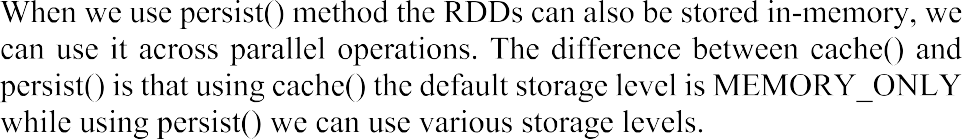 When we use persist() method the RDDs can also be stored in-memory, we
can use it across parallel operations. The difference between cache() and
persist() is that using cache() the default storage level is MEMORY_ONLY
while using persist() we can use various storage levels.